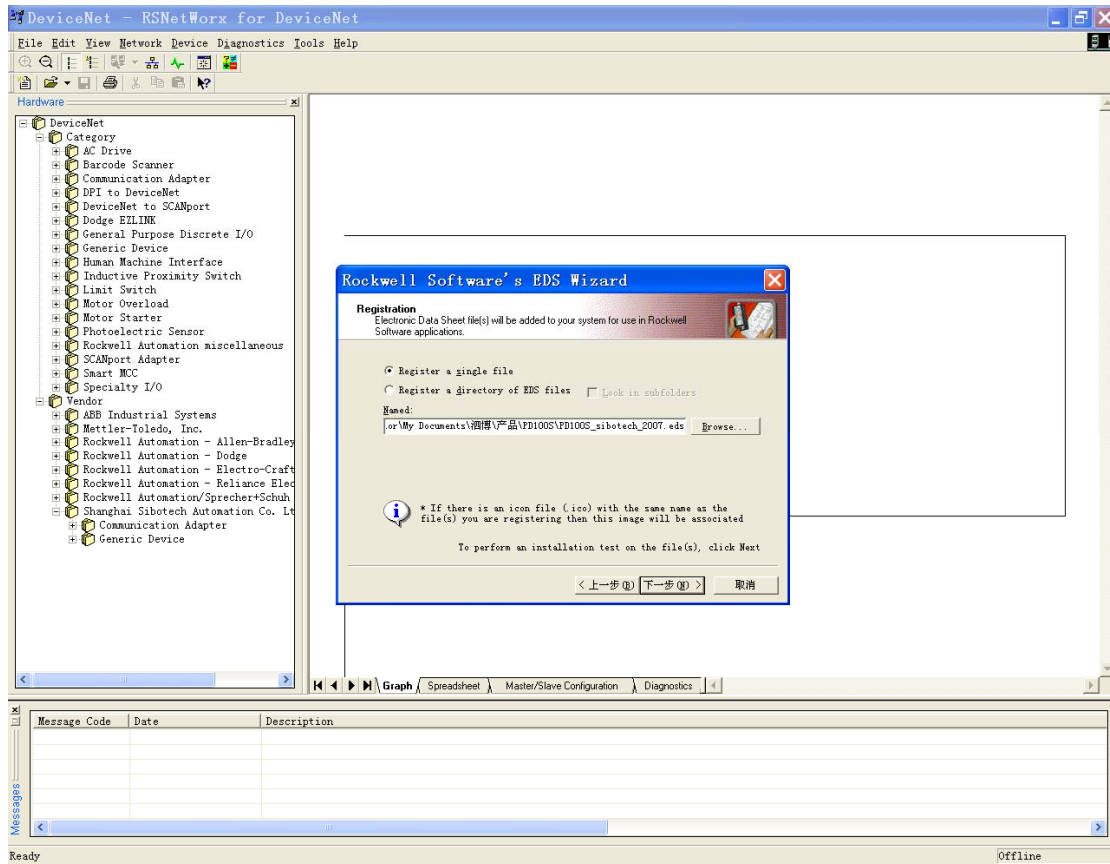 DeviceNet - RSNetWorx for DeviceNet
File Edit View Network Device Diagnostics Tools Help
Hardware
DeviceNet
Category
AC Drive
Barcode Scanner
Communication Adapter
DPI to DeviceNet
DeviceNet to SCANport
Dodge EZLINK
General Purpose Discrete I/O
Generic Device
Human Machine Interface
Inductive Proximity Switch
Limit Switch
Motor Overload
Motor Starter
Photoelectric Sensor
Rockwell Automation miscellaneous
SCANport Adapter
Smart MCC
Specialty I/O
Vendor
ABB Industrial Systems
Mettler-Toledo, Inc.
Rockwell Automation - Allen-Bradley
Rockwell Automation - Dodge
Rockwell Automation - Electro-Craft
Rockwell Automation - Reliance Elec
Rockwell Automation/Sprecher+Schuh
Shanghai Sibotech Automation Co. Lt
Communication Adapter
Generic Device
Rockwell Software's EDS Wizard
Registration
Electronic Data Sheet file(s) will be added to your system for use in Rockwell
Software applications.
Register a single file
Register a directory of EDS files Look in subfolders
Named:
or\My Documents\泗博\产品\PD100S\PD100S_sibotech_2007.eds Browse...
* If there is an icon file (.ico) with the same name as the
file(s) you are registering then this image will be associated
To perform an installation test on the file(s), click Next
< 上一步(B) 下一步(N) > 取消
Graph Spreadsheet Master/Slave Configuration Diagnostics
Message Code Date Description
Messages
Ready Offline